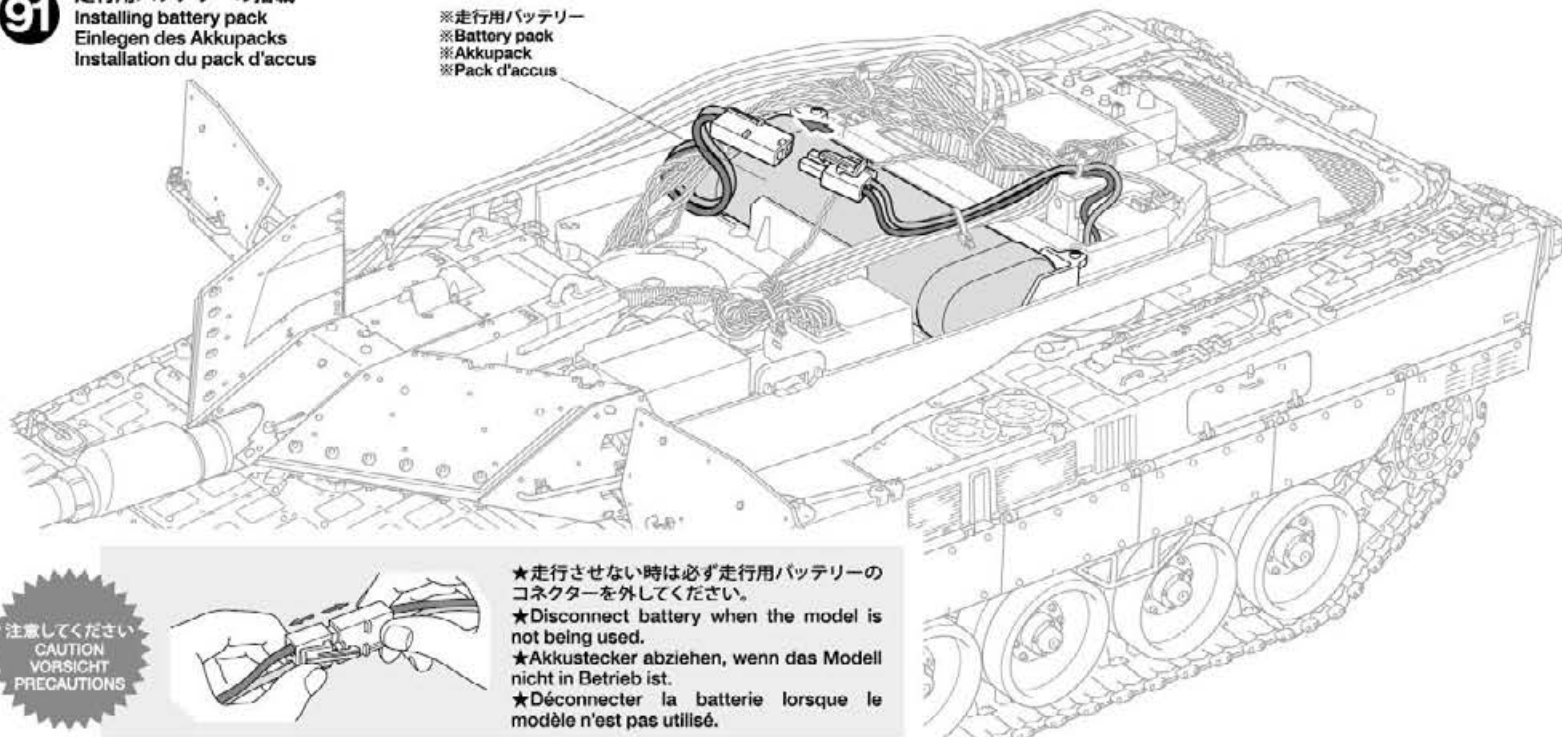 91
Installing battery pack
Einlegen des Akkupacks
Installation du pack d'accus
※走行用バッテリー
※Battery pack
※Akkupack
※Pack d'accus
注意してください
CAUTION
VORSICHT
PRECAUTIONS
★走行させない時は必ず走行用バッテリーの
コネクターを外してください。
★Disconnect battery when the model is
not being used.
★Akkustecker abziehen, wenn das Modell
nicht in Betrieb ist.
★Déconnecter la batterie lorsque le
modèle n'est pas utilisé.